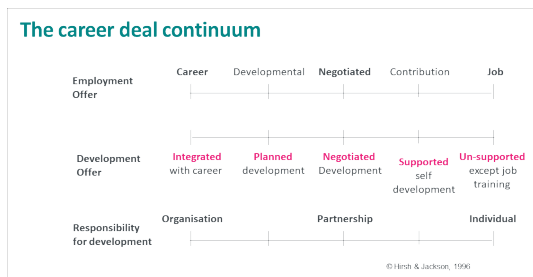 The career deal continuum
Employment Offer
Career Developmental Negotiated Contribution Job
Development Offer
Integrated with career
Planned development
Negotiated Development
Supported self development
Un-supported except job training
Responsibility for development
Organisation Partnership Individual
© Hirsh & Jackson, 1996